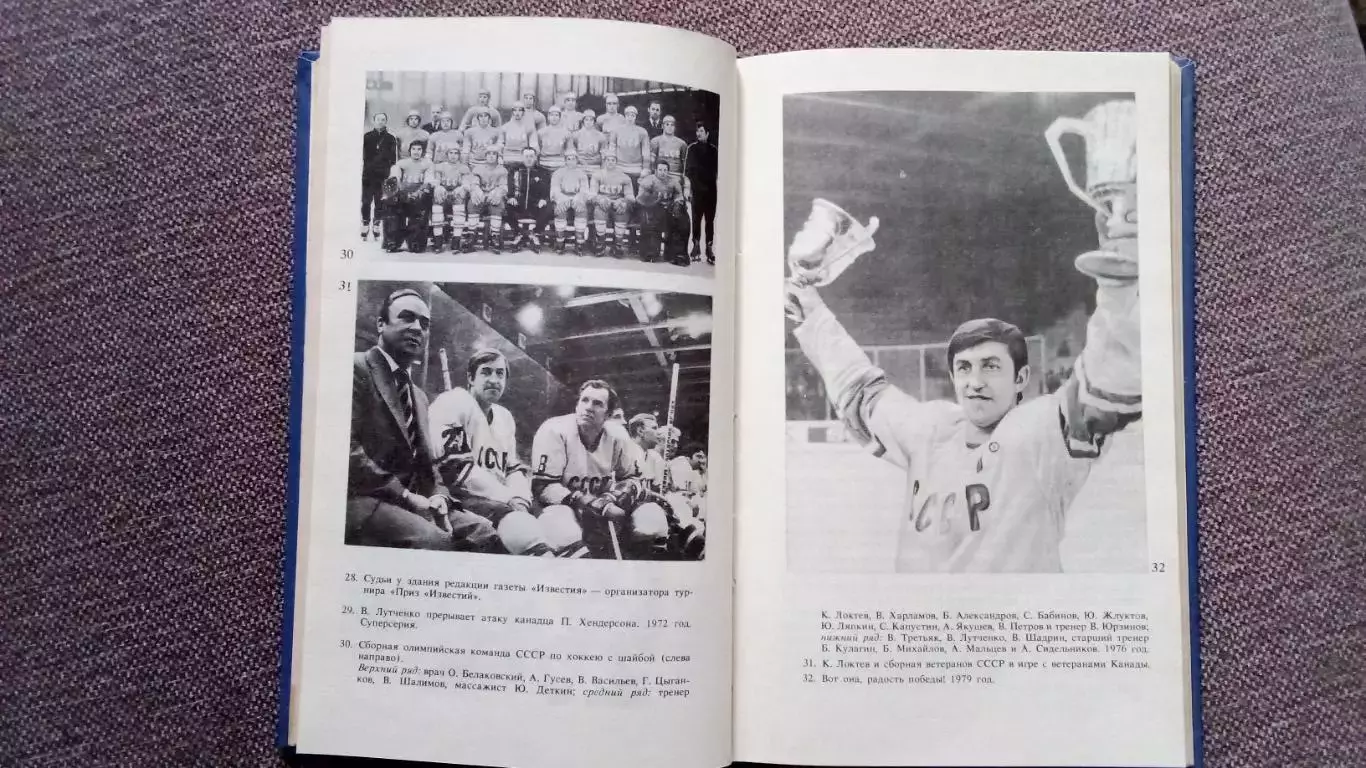 30
31
СССР
8
СССР
28. Судьи у здания редакции газеты «Известия» — организатора тур-
нира «Приз «Известий».
29. В. Лутченко прерывает атаку канадца П. Хендерсона. 1972 год.
Суперсерия.
30. Сборная олимпийская команда СССР по хоккею с шайбой (слева
направо).
Верхний ряд: врач О. Белаковский, А. Гусев, В. Васильев, Г. Цыган-
ков, В. Шалимов, массажист Ю. Деткин; средний ряд: тренер
СССР
32
К. Локтев, В. Харламов, Б. Александров, С. Бабинов, Ю. Жлуктов,
Ю. Ляпкин, С. Капустин, А. Якушев, В. Петров и тренер В. Юрзинов;
нижний ряд: В. Третьяк, В. Лутченко, В. Шадрин, старший тренер
Б. Кулагин, Б. Михайлов, А. Мальцев и А. Сидельников. 1976 год.
31. К. Локтев и сборная ветеранов СССР в игре с ветеранами Канады.
32. Вот она, радость победы! 1979 год.